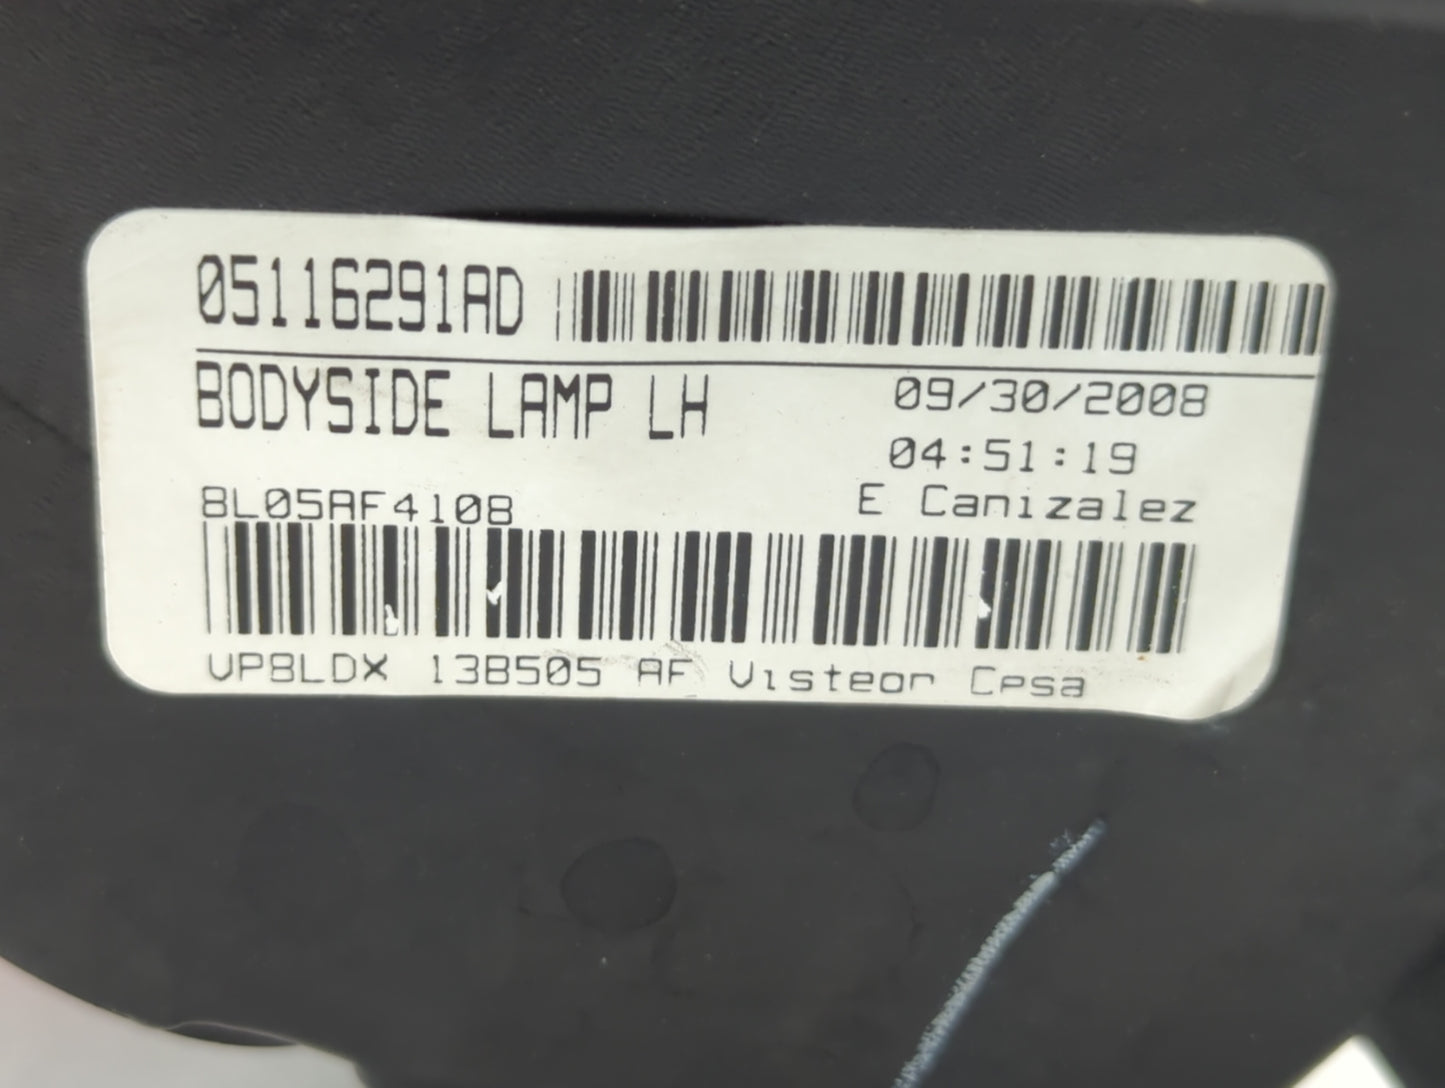 05116291AD
BODYSIDE LAMP LH
09/30/2008
04:51:19
8L05AF4108
E Canizalez
VP8LDX 13B505 AF Visteon Cpsa